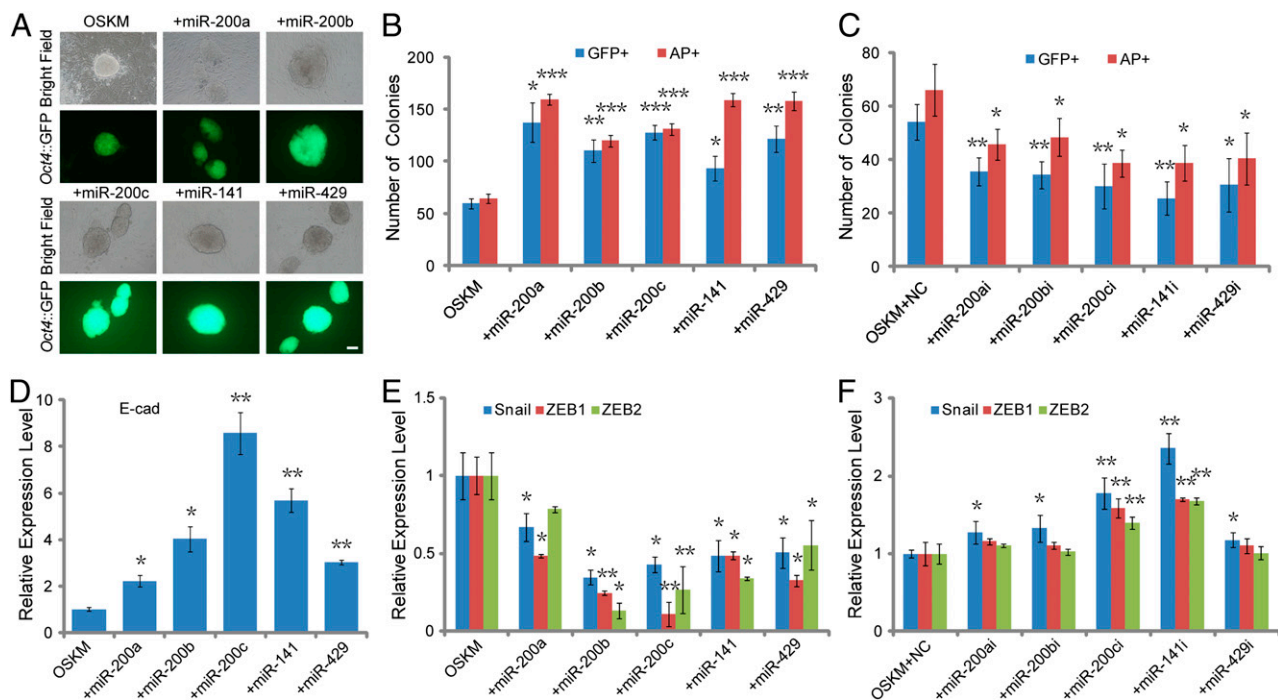 A
OSKM +miR-200a +miR-200b
Bright Field
Oct4::GFP
+miR-200c +miR-141 +miR-429
Bright Field
Oct4::GFP
B
GFP+ AP+
Number of Colonies
200
150
100
50
0
* *** ** *** *** *** * *** ** ***
OSKM +miR-200a +miR-200b +miR-200c +miR-141 +miR-429
C
GFP+ AP+
Number of Colonies
80
60
40
20
0
** * ** * ** * ** * * *
OSKM+NC +miR-200ai +miR-200bi +miR-200ci +miR-141i +miR-429i
D
E-cad
Relative Expression Level
10
8
6
4
2
0
* * ** ** **
OSKM +miR-200a +miR-200b +miR-200c +miR-141 +miR-429
E
Snail ZEB1 ZEB2
Relative Expression Level
1.5
1
0.5
0
* * * ** * * ** ** * * * * * *
OSKM +miR-200a +miR-200b +miR-200c +miR-141 +miR-429
F
Snail ZEB1 ZEB2
Relative Expression Level
3
2
1
0
* * ** ** ** ** ** ** *
OSKM+NC +miR-200ai +miR-200bi +miR-200ci +miR-141i +miR-429i